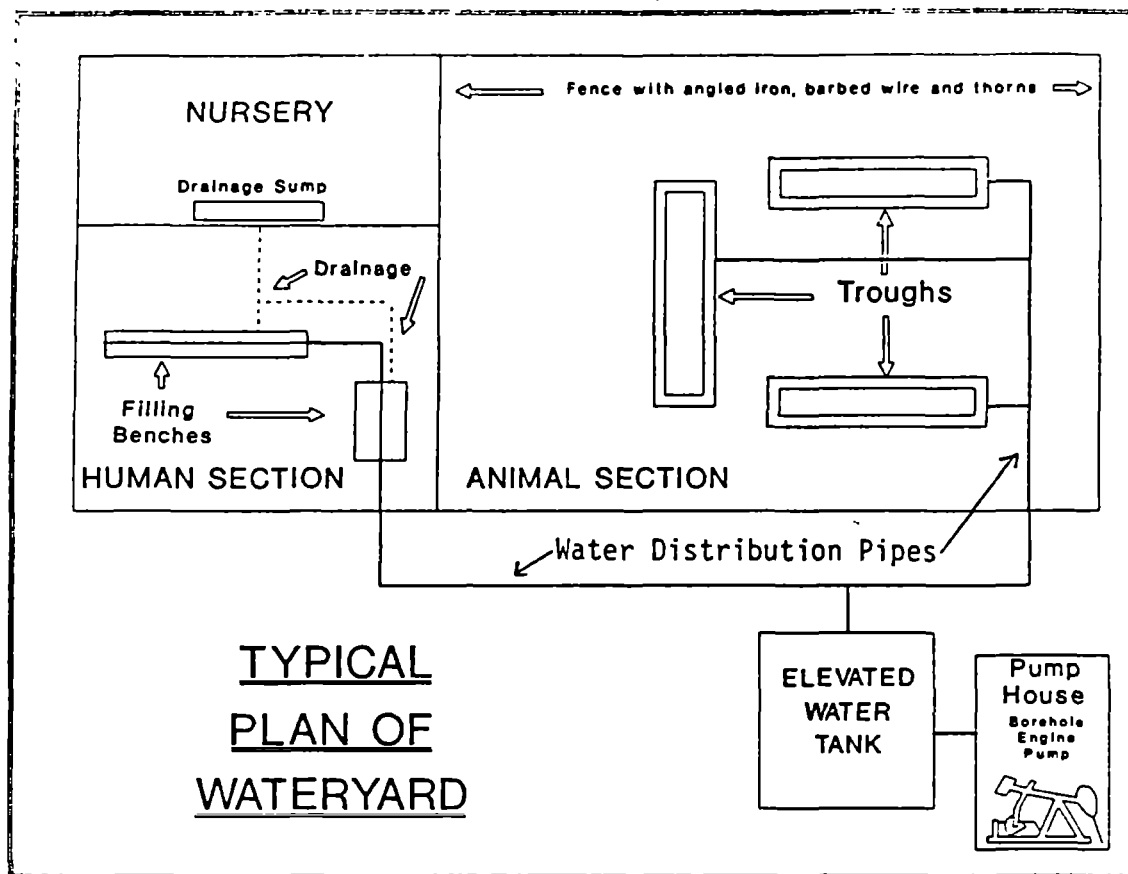 NURSERY
Fence with angled iron, barbed wire and thorns
Drainage Sump
Drainage
Troughs
Filling
Benches
HUMAN SECTION
ANIMAL SECTION
Water Distribution Pipes
TYPICAL
PLAN OF
WATERYARD
ELEVATED
WATER
TANK
Pump
House
Borehole
Engine
Pump